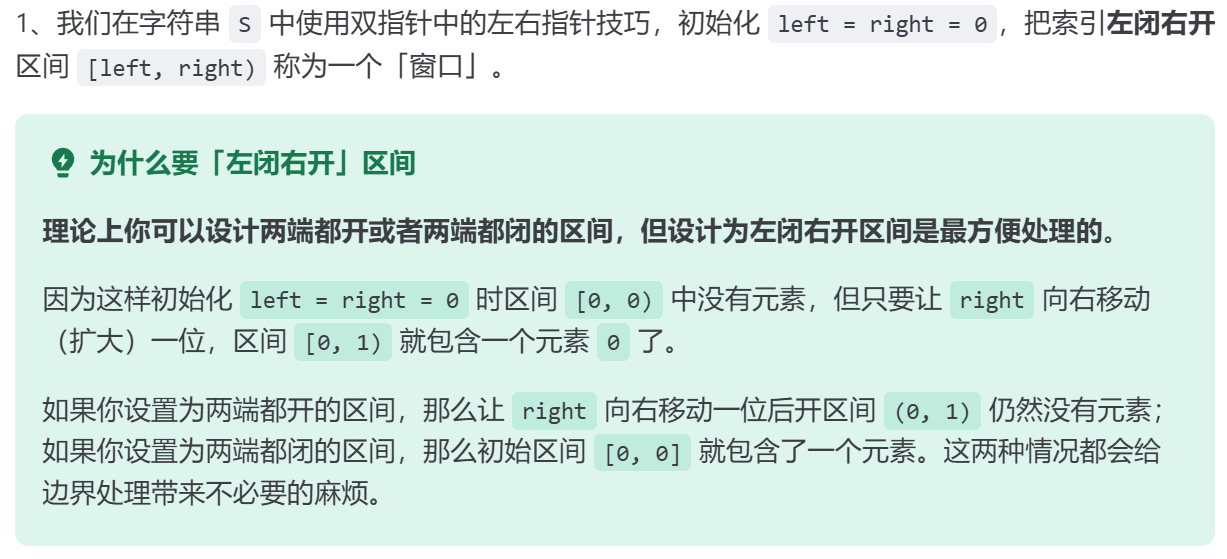 1、我们在字符串 S 中使用双指针中的左右指针技巧，初始化 left = right = 0，把索引左闭右开
区间 [left, right) 称为一个「窗口」。
为什么要「左闭右开」区间
理论上你可以设计两端都开或者两端都闭的区间，但设计为左闭右开区间是最方便处理的。
因为这样初始化 left = right = 0 时区间 [0, 0) 中没有元素，但只要让 right 向右移动
（扩大）一位，区间 [0, 1) 就包含一个元素 0 了。
如果你设置为两端都开的区间，那么让 right 向右移动一位后开区间 (0, 1) 仍然没有元素；
如果你设置为两端都闭的区间，那么初始区间 [0, 0] 就包含了一个元素。这两种情况都会给
边界处理带来不必要的麻烦。